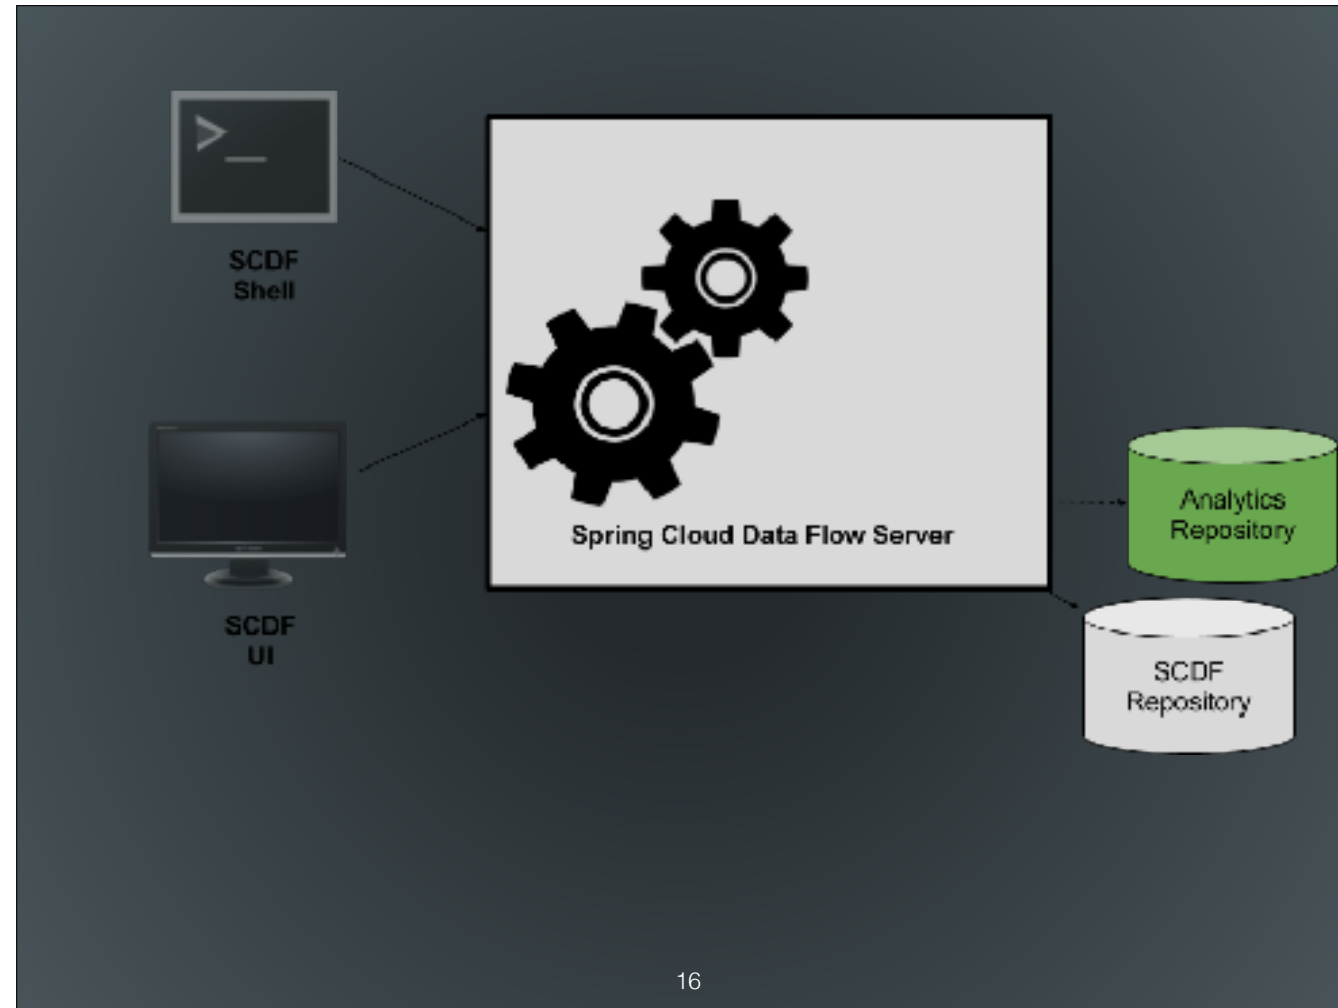 >_
SCDF
Shell
Spring Cloud Data Flow Server
SCDF
UI
Analytics
Repository
SCDF
Repository
16